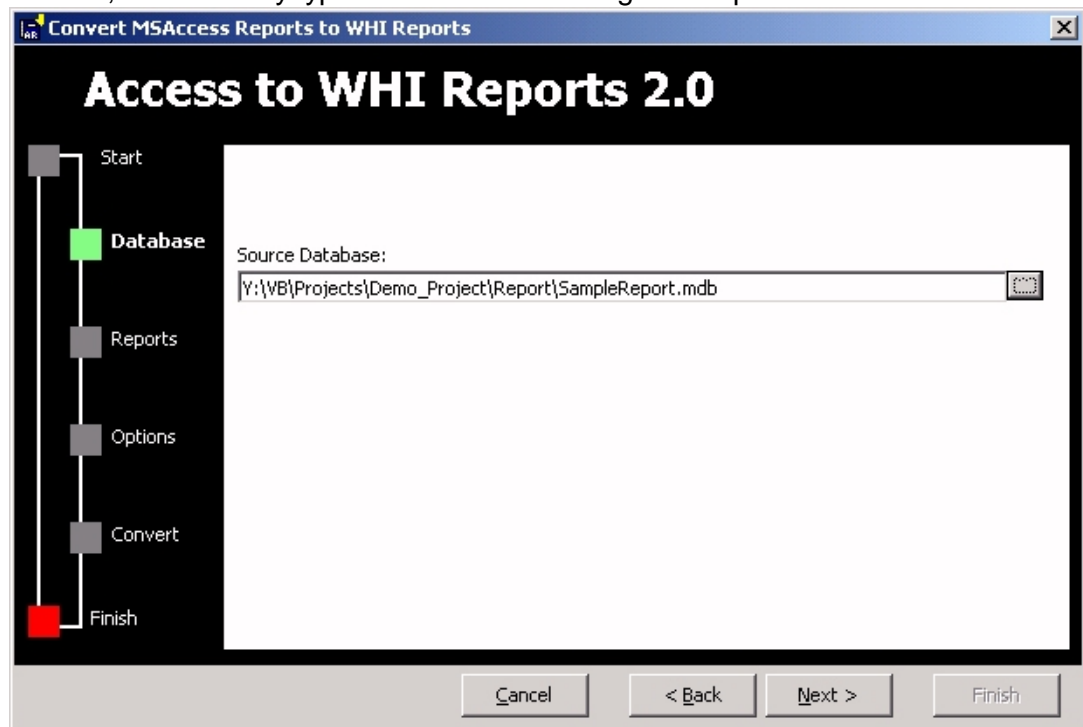 Convert MSAccess Reports to WHI Reports
Access to WHI Reports 2.0
Start
Database
Reports
Options
Convert
Finish
Source Database:
Y:\VB\Projects\Demo_Project\Report\SampleReport.mdb
Cancel
< Back
Next >
Finish